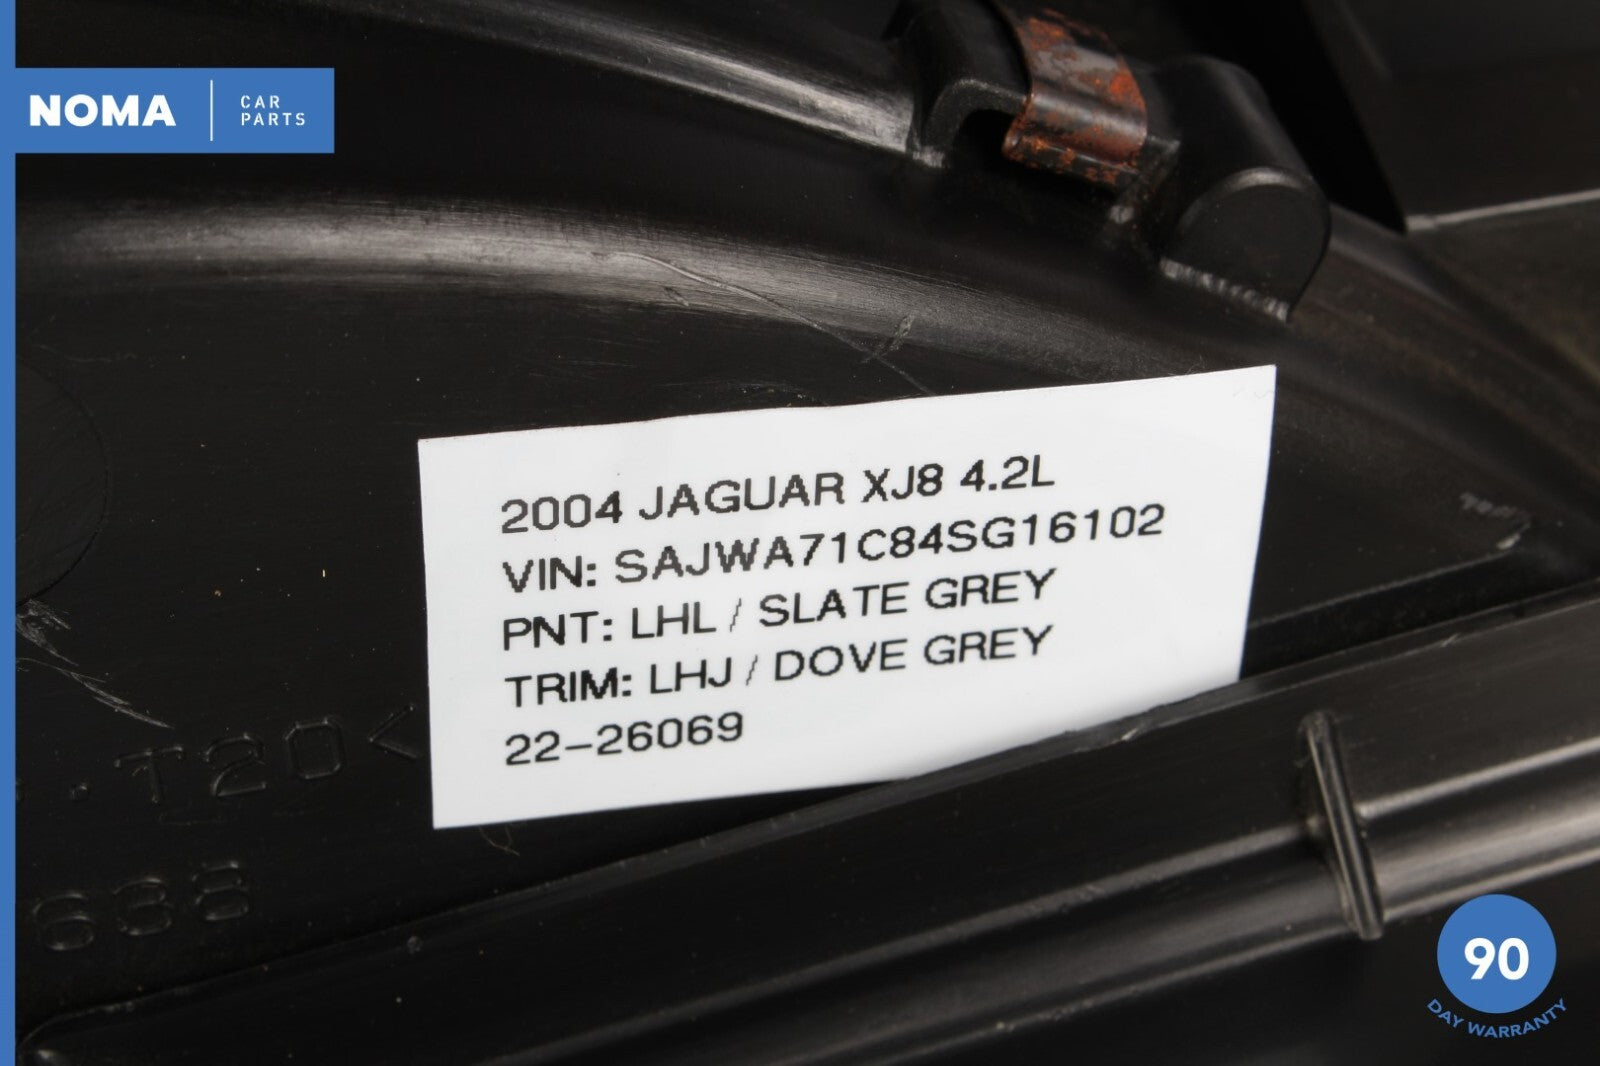 NOMA
CAR
PARTS
2004 JAGUAR XJ8 4.2L
VIN: SAJWA71C84SG16102
PNT: LHL / SLATE GREY
TRIM: LHJ / DOVE GREY
22-26069
T20<
638
90
DAY WARRANTY